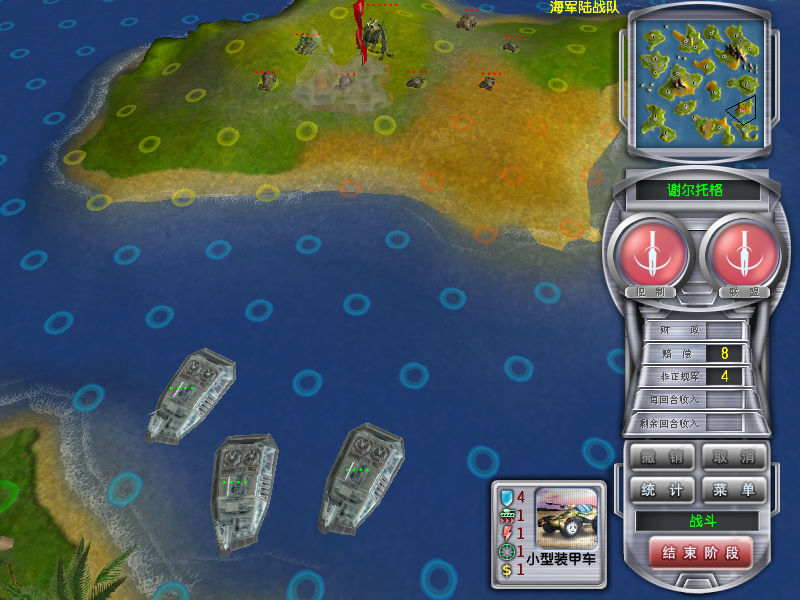 海军陆战队
谢尔托格
控制
联盟
财政
赔偿 8
非正规军 4
每回合收入
剩余回合收入
撤销 取消
统计 菜单
战斗
结束阶段
4
1
1
1
$ 1
小型装甲车